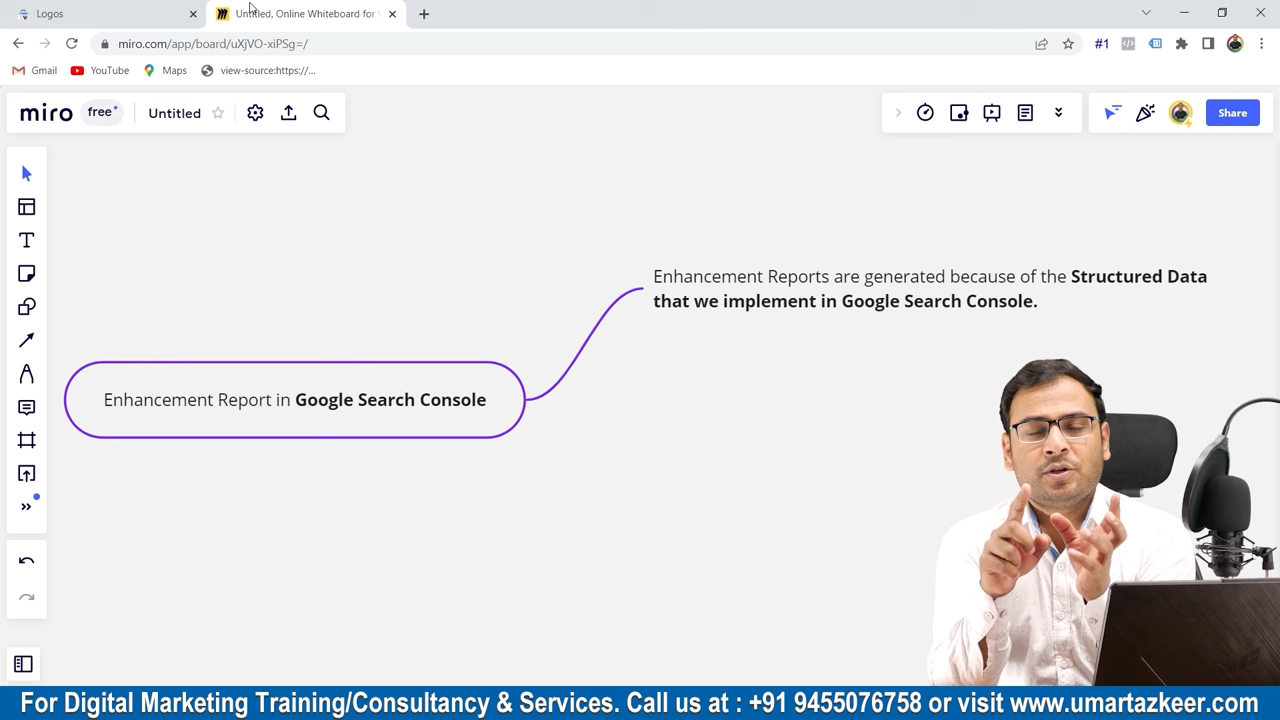 Logos
Untitled, Online Whiteboard for
miro.com/app/board/uXjVO-xiPSg=/
#1
Gmail
YouTube
Maps
view-source:https://...
miro
free
Untitled
Share
Enhancement Reports are generated because of the Structured Data
that we implement in Google Search Console.
Enhancement Report in Google Search Console
For Digital Marketing Training/Consultancy & Services. Call us at : +91 9455076758 or visit www.umartazkeer.com